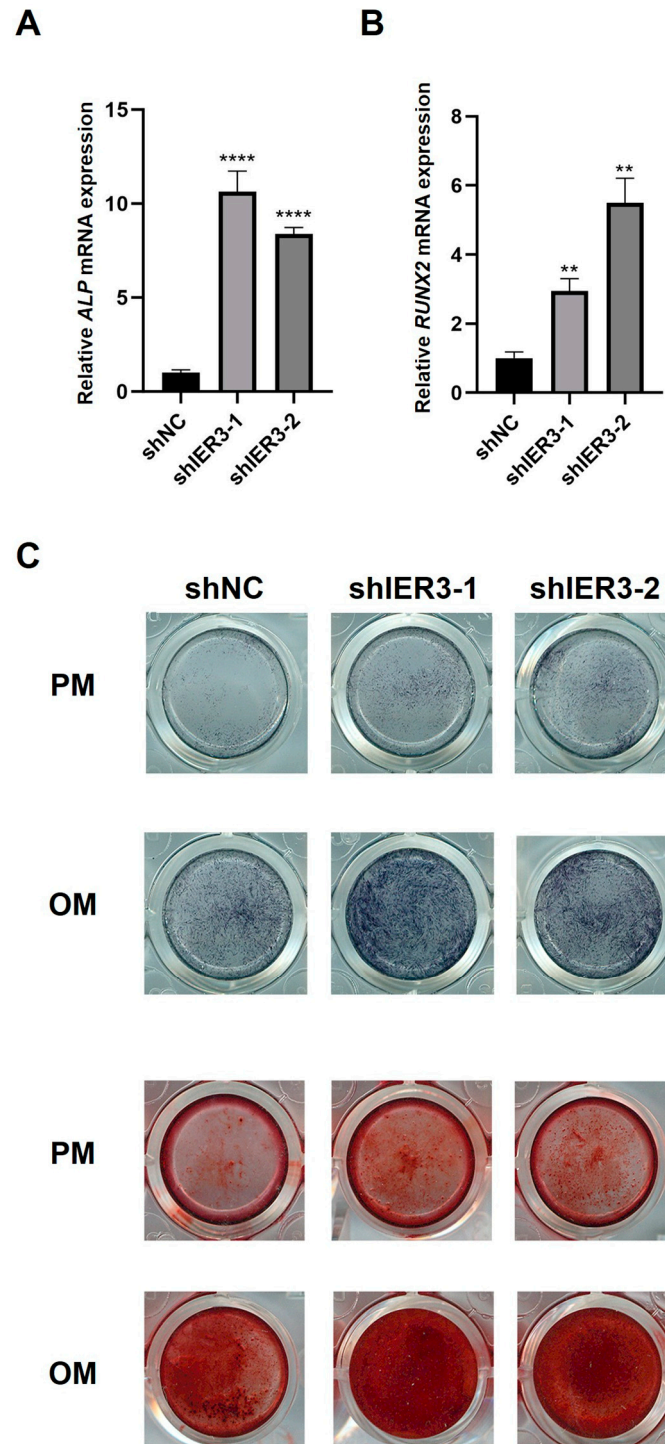 A
Relative ALP mRNA expression
15
10
5
0
****
****
shNC
shIER3-1
shIER3-2
B
Relative RUNX2 mRNA expression
8
6
4
2
0
**
**
shNC
shIER3-1
shIER3-2
C
shNC shIER3-1 shIER3-2
PM
OM
PM
OM